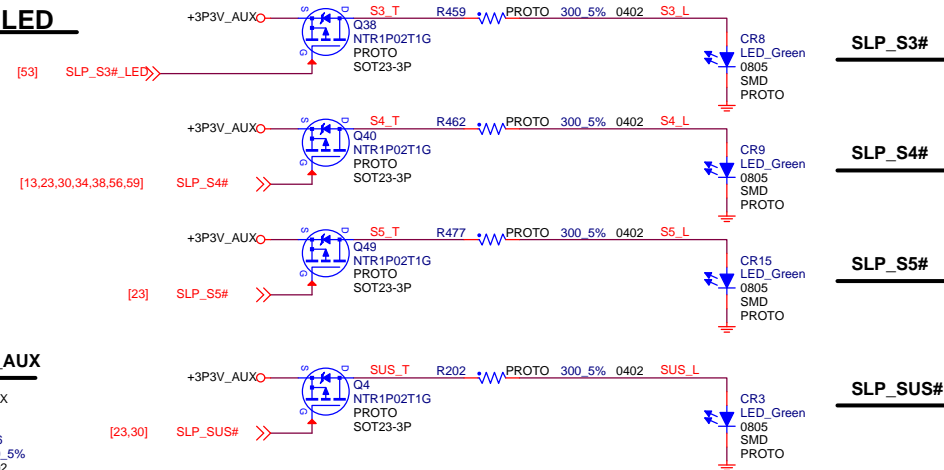 LED
+3P3V_AUX S D S3_T R459 PROTO 300_5% 0402 S3_L
Q38
NTR1P02T1G
PROTO
SOT23-3P
G
[53] SLP_S3#_LED
CR8
LED_Green
0805
SMD
PROTO
SLP_S3#
+3P3V_AUX S D S4_T R462 PROTO 300_5% 0402 S4_L
Q40
NTR1P02T1G
PROTO
SOT23-3P
G
[13,23,30,34,38,56,59] SLP_S4#
CR9
LED_Green
0805
SMD
PROTO
SLP_S4#
+3P3V_AUX S D S5_T R477 PROTO 300_5% 0402 S5_L
Q49
NTR1P02T1G
PROTO
SOT23-3P
G
[23] SLP_S5#
CR15
LED_Green
0805
SMD
PROTO
SLP_S5#
_AUX
X
_5%
+3P3V_AUX S D SUS_T R202 PROTO 300_5% 0402 SUS_L
Q4
NTR1P02T1G
PROTO
SOT23-3P
G
[23,30] SLP_SUS#
CR3
LED_Green
0805
SMD
PROTO
SLP_SUS#